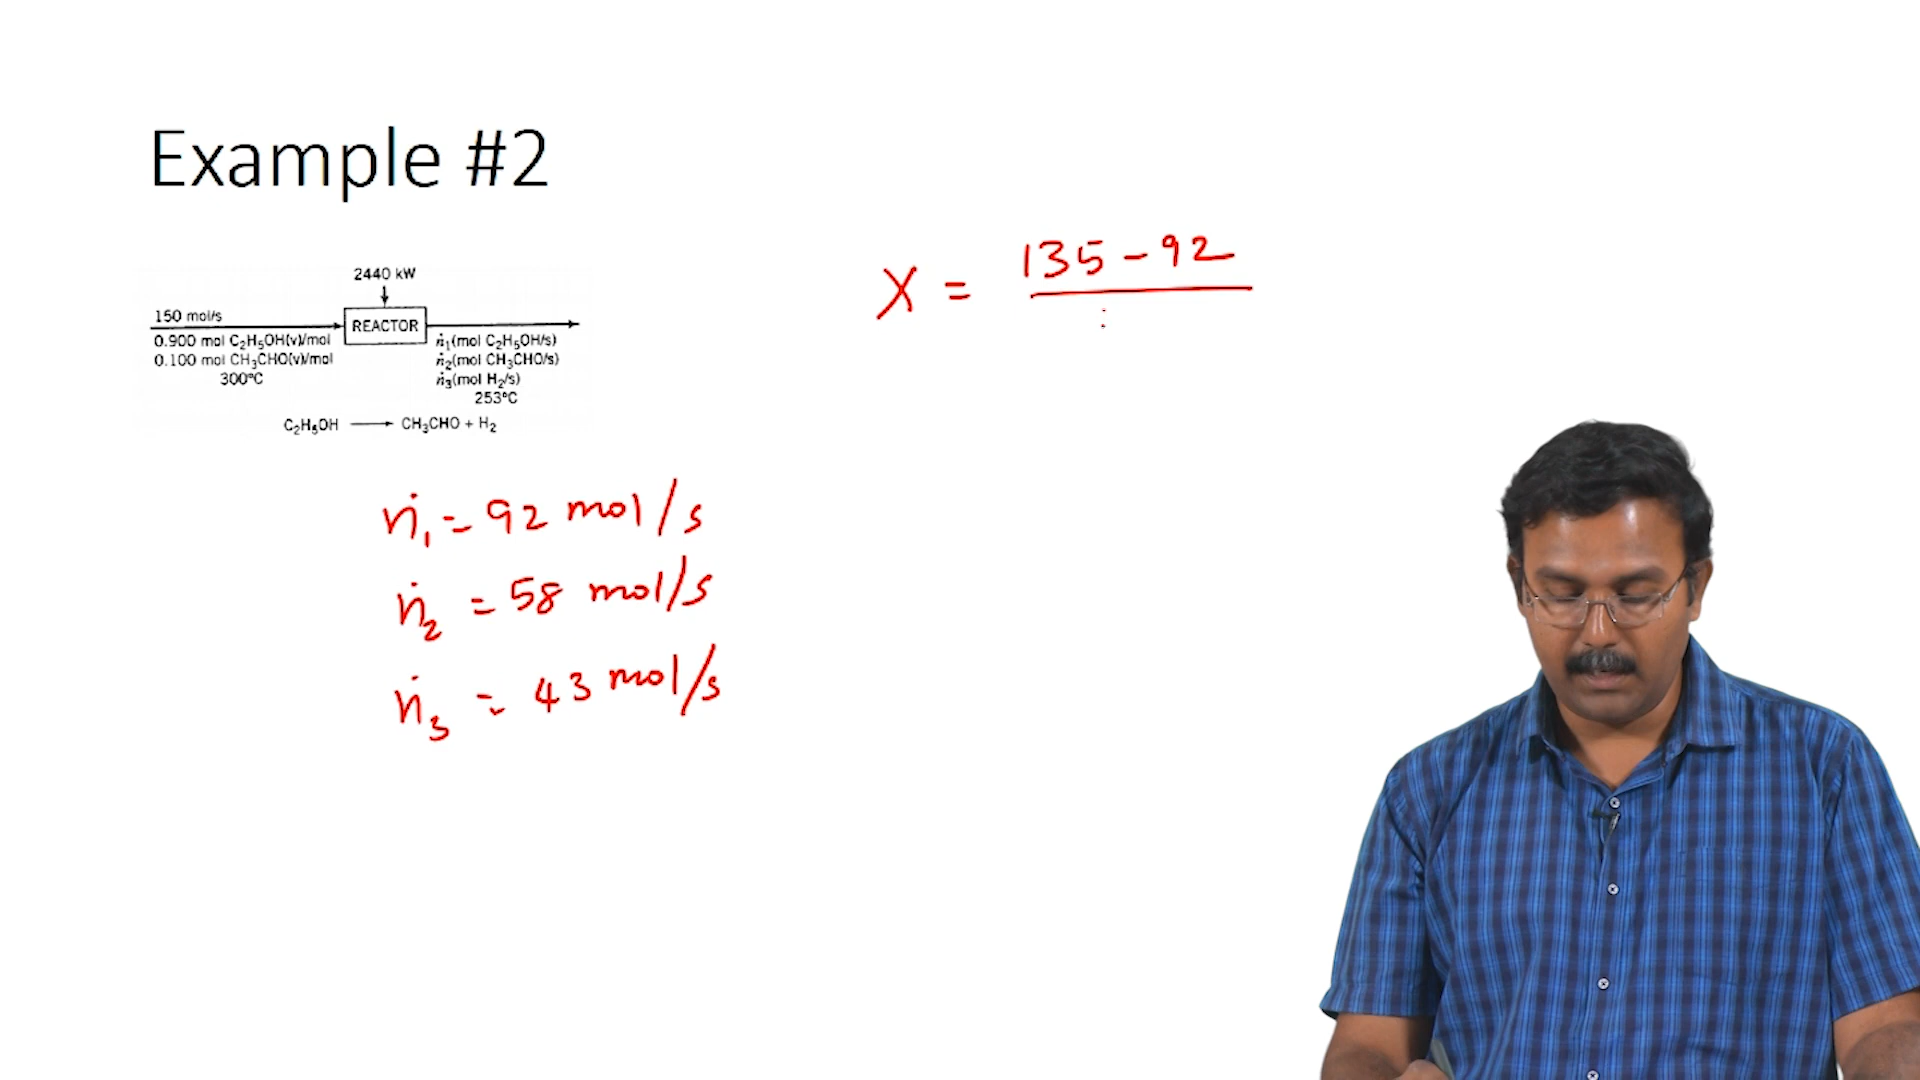 Example #2
2440 kW
150 mol/s
REACTOR
0.900 mol C₂H₅OH(v)/mol
0.100 mol CH₃CHO(v)/mol
300°C
ṅ₁(mol C₂H₅OH/s)
ṅ₂(mol CH₃CHO/s)
ṅ₃(mol H₂/s)
253°C
C₂H₅OH ⟶ CH₃CHO + H₂
X = 135 - 92
ṅ₁ = 92 mol/s
ṅ₂ = 58 mol/s
ṅ₃ = 43 mol/s